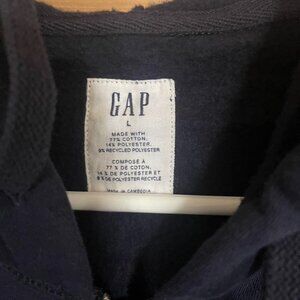 GAP
L
MADE WITH
77% COTTON,
14% POLYESTER,
9% RECYCLED POLYESTER
COMPOSÉ À
77 % DE COTON,
14 % DE POLYESTER ET
9 % DE POLYESTER RECYCLÉ
MADE IN CAMBODIA